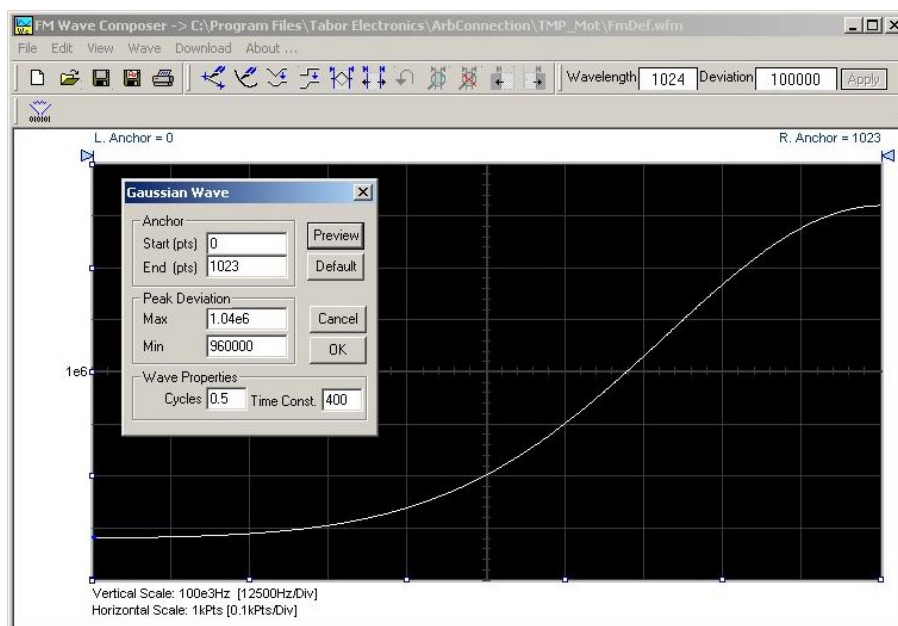 FM Wave Composer -> C:\Program Files\Tabor Electronics\ArbConnection\TMP_Mot\FmDef.wfm
File Edit View Wave Download About ...
Wavelength 1024 Deviation 100000 Apply
010101
L. Anchor = 0 R. Anchor = 1023
Gaussian Wave
Anchor
Start (pts) 0 Preview
End (pts) 1023 Default
Peak Deviation
Max 1.04e6 Cancel
Min 960000 OK
1e6
Wave Properties
Cycles 0.5 Time Const. 400
Vertical Scale: 100e3Hz [12500Hz/Div]
Horizontal Scale: 1kPts [0.1kPts/Div]